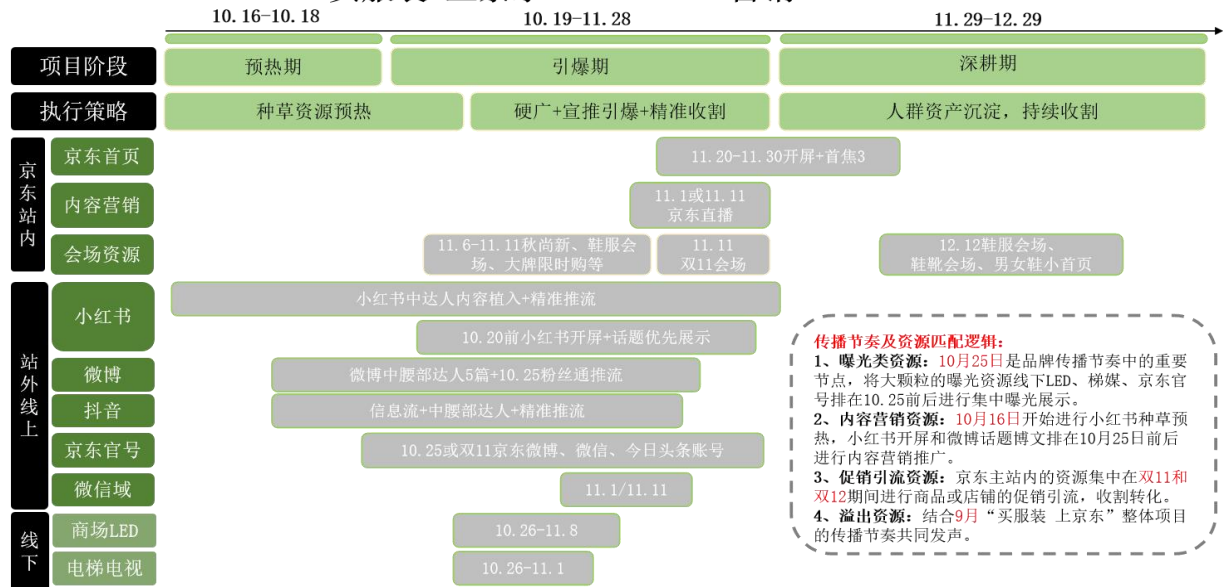 10.16-10.18
10.19-11.28
11.29-12.29
项目阶段
预热期
引爆期
深耕期
执行策略
种草资源预热
硬广+宣推引爆+精准收割
人群资产沉淀，持续收割
京东站内
京东首页
11.20-11.30开屏+首焦3
内容营销
11.1或11.11
京东直播
会场资源
11.6-11.11秋尚新、鞋服会
场、大牌限时购等
11.11
双11会场
12.12鞋服会场、
鞋靴会场、男女鞋小首页
站外线上
小红书
小红书中达人内容植入+精准推流
10.20前小红书开屏+话题优先展示
微博
微博中腰部达人5篇+10.25粉丝通推流
抖音
信息流+中腰部达人+精准推流
京东官号
10.25或双11京东微博、微信、今日头条账号
微信域
11.1/11.11
线下
商场LED
10.26-11.8
电梯电视
10.26-11.1
传播节奏及资源匹配逻辑：
1、曝光类资源：10月25日是品牌传播节奏中的重要
节点，将大颗粒的曝光资源线下LED、梯媒、京东官
号排在10.25前后进行集中曝光展示。
2、内容营销资源：10月16日开始进行小红书种草预
热，小红书开屏和微博话题博文排在10月25日前后
进行内容营销推广。
3、促销引流资源：京东主站内的资源集中在双11和
双12期间进行商品或店铺的促销引流，收割转化。
4、溢出资源：结合9月“买服装 上京东”整体项目
的传播节奏共同发声。